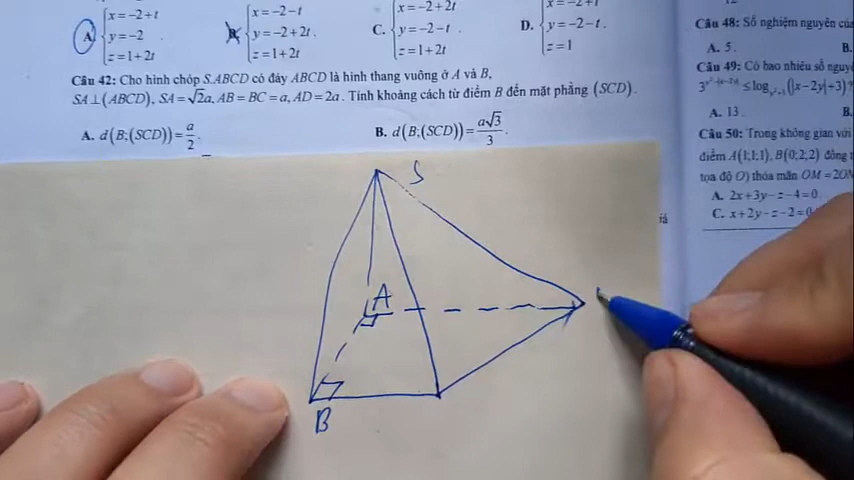 A. { x = -2 + t
y = -2
z = 1 + 2t
B. { x = -2 - t
y = -2 + 2t .
z = 1 + 2t
C. { x = -2 + 2t
y = -2 - t .
z = 1 + 2t
D. { x = -2 + t
y = -2 - t .
z = 1
Câu 42: Cho hình chóp S.ABCD có đáy ABCD là hình thang vuông ở A và B,
SA ⊥ (ABCD), SA = √2a, AB = BC = a, AD = 2a. Tính khoảng cách từ điểm B đến mặt phẳng (SCD).
A. d(B;(SCD)) = a/2.
B. d(B;(SCD)) = a√3/3.
S
A
B
Câu 48: Số nghiệm nguyên
A. 5.
B.
Câu 49: Có bao nhiêu số
A. 13.
B.
Câu 50: Trong không gian với
điểm A(1;1;1), B(0;2;2) đồng
tọa độ O) thỏa mãn OM = 2ON
A. 2x + 3y - z - 4 = 0
C. x + 2y - z - 2 = 0